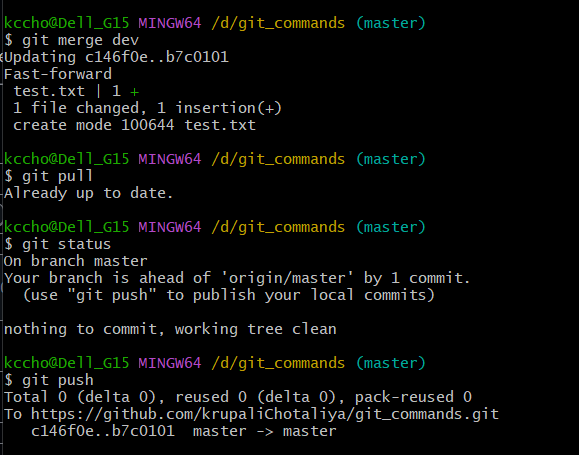 kccho@Dell_G15 MINGW64 /d/git_commands (master)
$ git merge dev
Updating c146f0e..b7c0101
Fast-forward
 test.txt | 1 +
 1 file changed, 1 insertion(+)
 create mode 100644 test.txt

kccho@Dell_G15 MINGW64 /d/git_commands (master)
$ git pull
Already up to date.

kccho@Dell_G15 MINGW64 /d/git_commands (master)
$ git status
On branch master
Your branch is ahead of 'origin/master' by 1 commit.
  (use "git push" to publish your local commits)

nothing to commit, working tree clean

kccho@Dell_G15 MINGW64 /d/git_commands (master)
$ git push
Total 0 (delta 0), reused 0 (delta 0), pack-reused 0
To https://github.com/krupaliChotaliya/git_commands.git
   c146f0e..b7c0101  master -> master